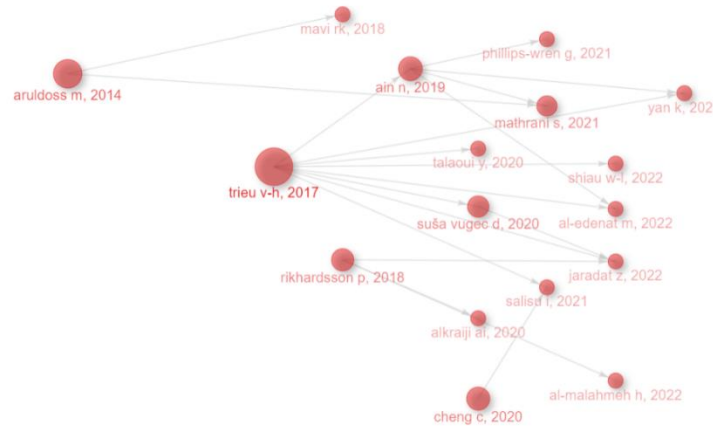 mavi rk, 2018
phillips-wren g, 2021
aruldoss m, 2014
ain n, 2019
yan k, 202
mathrani s, 2021
talaoui y, 2020
shiau w-l, 2022
trieu v-h, 2017
suša vugec d, 2020
al-edenat m, 2022
rikhardsson p, 2018
jaradat z, 2022
salisu i, 2021
alkraiji ai, 2020
al-malahmeh h, 2022
cheng c, 2020